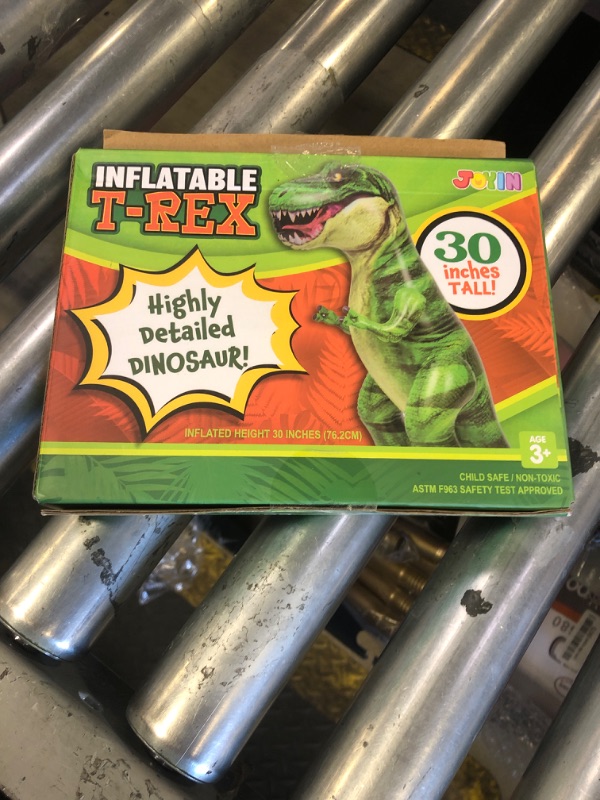 INFLATABLE
T-REX
JOYIN
30
inches
TALL!
Highly
Detailed
DINOSAUR!
INFLATED HEIGHT 30 INCHES (76.2CM)
AGE
3+
CHILD SAFE / NON-TOXIC
ASTM F963 SAFETY TEST APPROVED